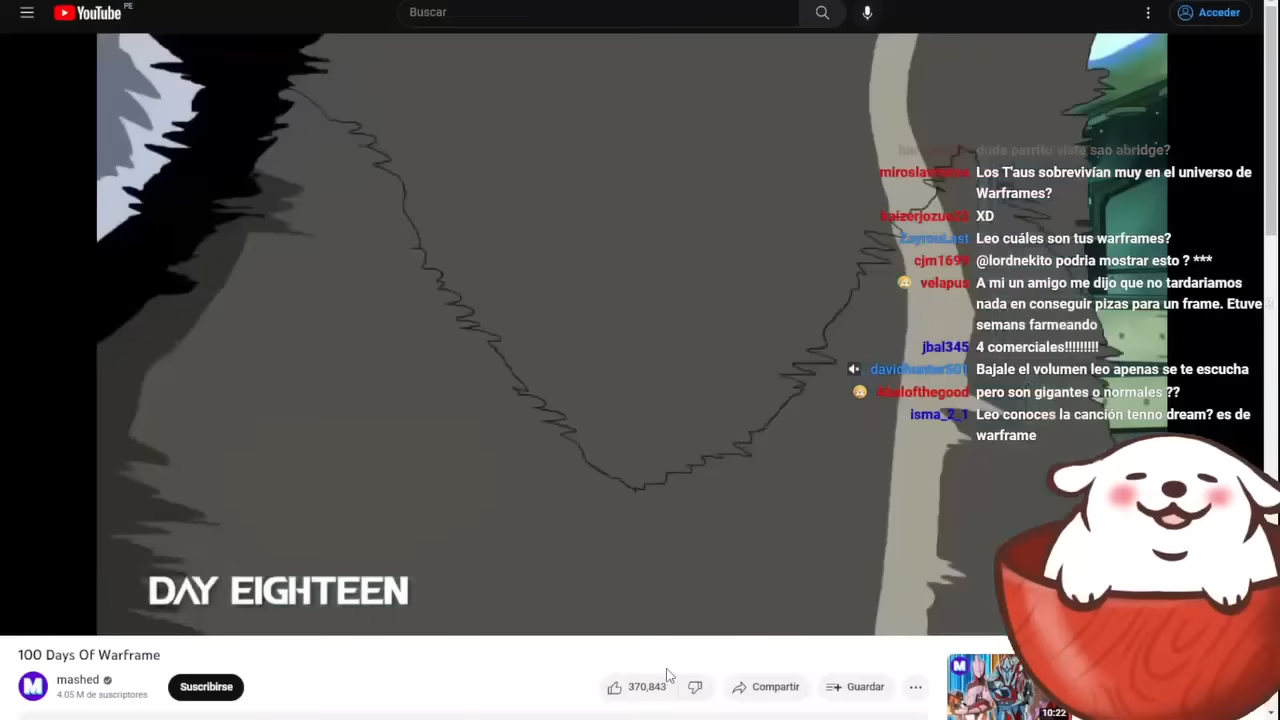 YouTube PE
Buscar
Acceder
dude perrito viste sao abridge?
Los T'aus sobrevivían muy en el universo de
Warframes?
XD
Leo cuáles son tus warframes?
cjm1699 @lordnekito podria mostrar esto ? ***
velapus A mi un amigo me dijo que no tardariamos
nada en conseguir pizas para un frame. Etuve
semans farmeando
jbal345 4 comerciales!!!!!!!!!
Bajale el volumen leo apenas se te escucha
pero son gigantes o normales ??
isma_2_1 Leo conoces la canción tenno dream? es de
warframe
DAY EIGHTEEN
100 Days Of Warframe
mashed
4.05 M de suscriptores
Suscribirse
370,843
Compartir
Guardar
M
10:22